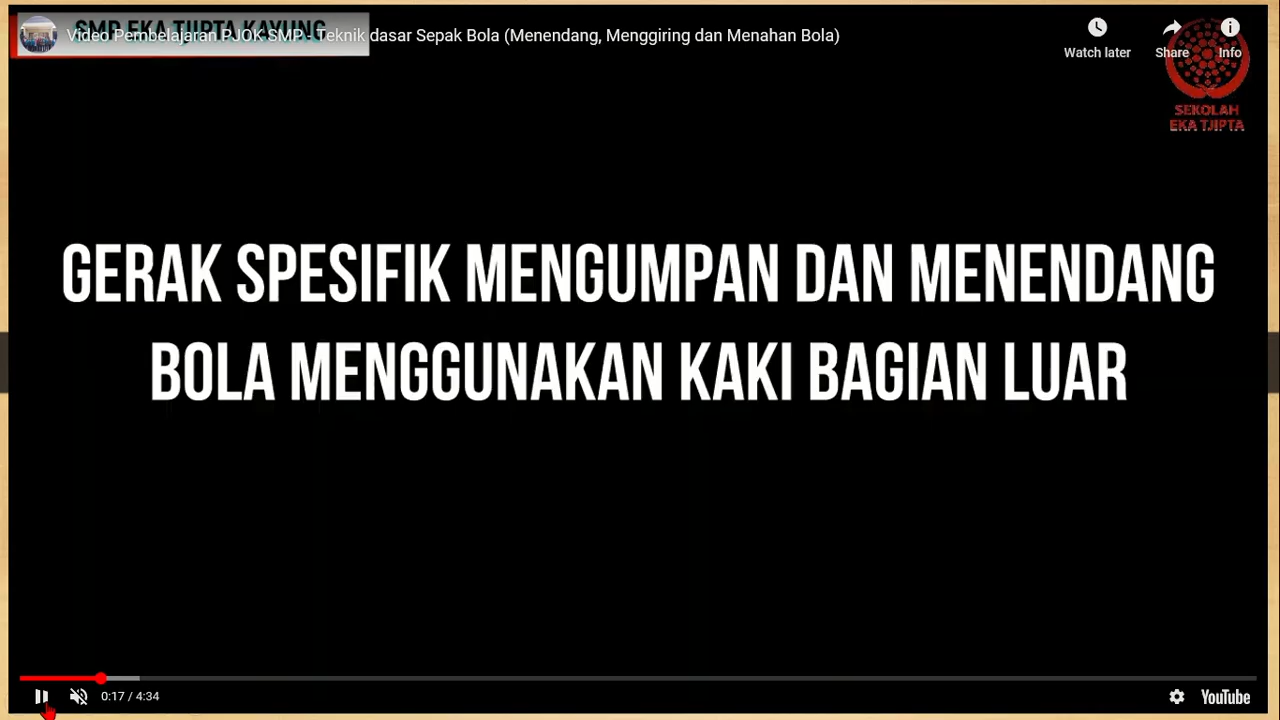 SMP EKA TJIPTA KAYUNG
Video Pembelajaran PJOK SMP - Teknik dasar Sepak Bola (Menendang, Menggiring dan Menahan Bola)
Watch later
Share
Info
SEKOLAH
EKA TJIPTA
GERAK SPESIFIK MENGUMPAN DAN MENENDANG
BOLA MENGGUNAKAN KAKI BAGIAN LUAR
0:17 / 4:34
YouTube